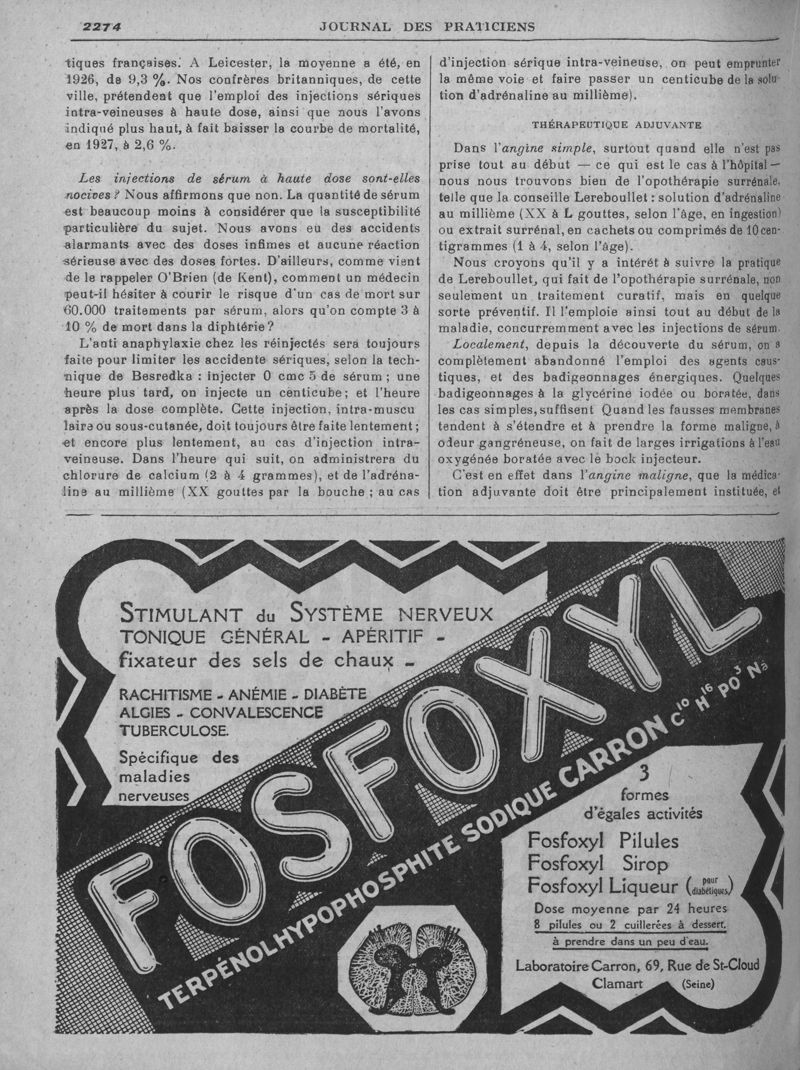 2274 JOURNAL DES PRATICIENS
tiques françaises. A Leicester, la moyenne a été, en
1926, de 9,3 %. Nos confrères britanniques, de cette
ville, prétendent que l'emploi des injections sériques
intra-veineuses à haute dose, ainsi que nous l'avons
indiqué plus haut, à fait baisser la courbe de mortalité,
en 1927, à 2,6 %.
Les injections de sérum à haute dose sont-elles
nocives ? Nous affirmons que non. La quantité de sérum
est beaucoup moins à considérer que la susceptibilité
particulière du sujet. Nous avons eu des accidents
alarmants avec des doses infimes et aucune réaction
sérieuse avec des doses fortes. D'ailleurs, comme vient
de le rappeler O'Brien (de Kent), comment un médecin
peut-il hésiter à courir le risque d'un cas de mort sur
60.000 traitements par sérum, alors qu'on compte 3 à
10 % de mort dans la diphtérie ?
L'anti anaphylaxie chez les réinjectés sera toujours
faite pour limiter les accidents sériques, selon la tech-
nique de Besredka : injecter 0 cmc 5 de sérum ; une
heure plus tard, on injecte un centicube ; et l'heure
après la dose complète. Cette injection, intra-muscu
laire ou sous-cutanée, doit toujours être faite lentement ;
et encore plus lentement, au cas d'injection intra-
veineuse. Dans l'heure qui suit, on administrera du
chlorure de calcium (2 à 4 grammes), et de l'adréna-
line au millième (XX gouttes par la bouche ; au cas
d'injection sérique intra-veineuse, on peut emprunter
la même voie et faire passer un centicube de la solu-
tion d'adrénaline au millième).
THÉRAPEUTIQUE ADJUVANTE
Dans l'angine simple, surtout quand elle n'est pas
prise tout au début — ce qui est le cas à l'hôpital —
nous nous trouvons bien de l'opothérapie surrénale,
telle que la conseille Lereboullet : solution d'adrénaline
au millième (XX à L gouttes, selon l'âge, en ingestion)
ou extrait surrénal, en cachets ou comprimés de 10 cen-
tigrammes (1 à 4, selon l'âge).
Nous croyons qu'il y a intérêt à suivre la pratique
de Lereboullet, qui fait de l'opothérapie surrénale, non
seulement un traitement curatif, mais en quelque
sorte préventif. Il l'emploie ainsi tout au début de la
maladie, concurremment avec les injections de sérum.
Localement, depuis la découverte du sérum, on a
complètement abandonné l'emploi des agents caus-
tiques, et des badigeonnages énergiques. Quelques
badigeonnages à la glycérine iodée ou boratée, dans
les cas simples, suffisent Quand les fausses membranes
tendent à s'étendre et à prendre la forme maligne, à
odeur gangréneuse, on fait de larges irrigations à l'eau
oxygénée boratée avec le bock injecteur.
C'est en effet dans l'angine maligne, que la médica-
tion adjuvante doit être principalement instituée, et
STIMULANT du SYSTÈME NERVEUX
TONIQUE GÉNÉRAL - APÉRITIF -
fixateur des sels de chaux -
RACHITISME - ANÉMIE - DIABÈTE
ALGIES - CONVALESCENCE
TUBERCULOSE.
Spécifique des
maladies
nerveuses
FOSFOXYL
TERPÉNOLHYPOPHOSPHITE SODIQUE CARRON C10 H16 PO3 Na
3
formes
d'égales activités
Fosfoxyl Pilules
Fosfoxyl Sirop
Fosfoxyl Liqueur (pour diabétiques)
Dose moyenne par 24 heures
8 pilules ou 2 cuillerées à dessert.
à prendre dans un peu d'eau.
Laboratoire Carron, 69, Rue de St-Cloud
Clamart (Seine)